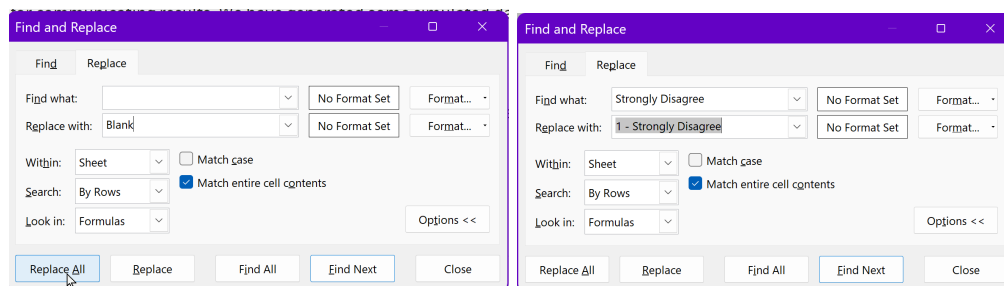 Find and Replace
Find
Replace
Find what:
No Format Set
Format...
Replace with:
Blank
No Format Set
Format...
Within:
Sheet
Match case
Search:
By Rows
Match entire cell contents
Look in:
Formulas
Options <<
Replace All
Replace
Find All
Find Next
Close
Find and Replace
Find
Replace
Find what:
Strongly Disagree
No Format Set
Format...
Replace with:
1 - Strongly Disagree
No Format Set
Format...
Within:
Sheet
Match case
Search:
By Rows
Match entire cell contents
Look in:
Formulas
Options <<
Replace All
Replace
Find All
Find Next
Close